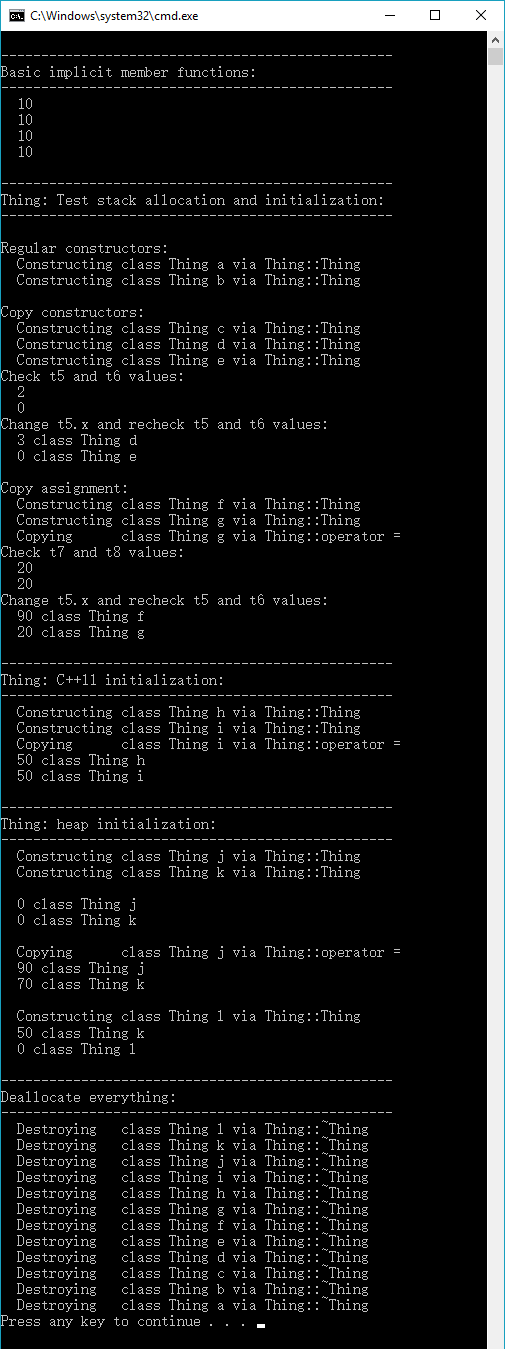 C:\Windows\system32\cmd.exe
-------------------------------------------------
Basic implicit member functions:
-------------------------------------------------
10
10
10
10
-------------------------------------------------
Thing: Test stack allocation and initialization:
-------------------------------------------------
Regular constructors:
Constructing class Thing a via Thing::Thing
Constructing class Thing b via Thing::Thing
Copy constructors:
Constructing class Thing c via Thing::Thing
Constructing class Thing d via Thing::Thing
Constructing class Thing e via Thing::Thing
Check t5 and t6 values:
2
0
Change t5.x and recheck t5 and t6 values:
3 class Thing d
0 class Thing e
Copy assignment:
Constructing class Thing f via Thing::Thing
Constructing class Thing g via Thing::Thing
Copying      class Thing g via Thing::operator =
Check t7 and t8 values:
20
20
Change t5.x and recheck t5 and t6 values:
90 class Thing f
20 class Thing g
-------------------------------------------------
Thing: C++11 initialization:
-------------------------------------------------
Constructing class Thing h via Thing::Thing
Constructing class Thing i via Thing::Thing
Copying      class Thing i via Thing::operator =
50 class Thing h
50 class Thing i
-------------------------------------------------
Thing: heap initialization:
-------------------------------------------------
Constructing class Thing j via Thing::Thing
Constructing class Thing k via Thing::Thing
0 class Thing j
0 class Thing k
Copying      class Thing j via Thing::operator =
90 class Thing j
70 class Thing k
Constructing class Thing l via Thing::Thing
50 class Thing k
0 class Thing l
-------------------------------------------------
Deallocate everything:
-------------------------------------------------
Destroying   class Thing l via Thing::~Thing
Destroying   class Thing k via Thing::~Thing
Destroying   class Thing j via Thing::~Thing
Destroying   class Thing i via Thing::~Thing
Destroying   class Thing h via Thing::~Thing
Destroying   class Thing g via Thing::~Thing
Destroying   class Thing f via Thing::~Thing
Destroying   class Thing e via Thing::~Thing
Destroying   class Thing d via Thing::~Thing
Destroying   class Thing c via Thing::~Thing
Destroying   class Thing b via Thing::~Thing
Destroying   class Thing a via Thing::~Thing
Press any key to continue . . .